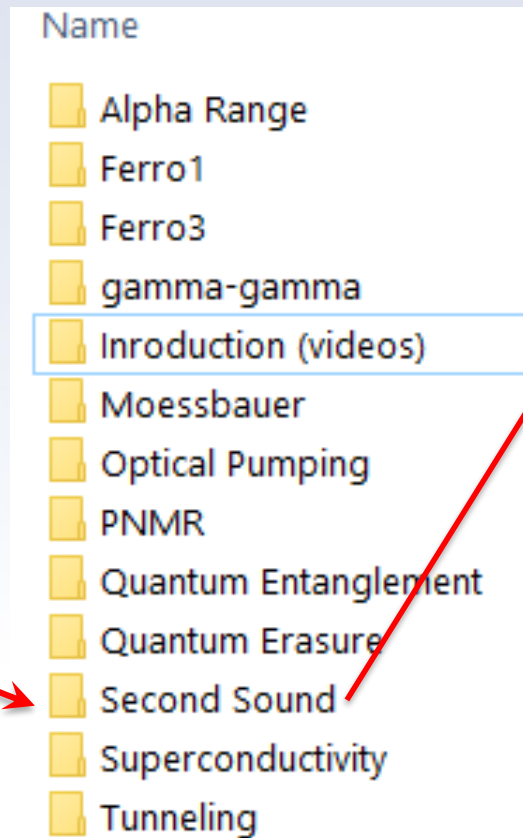 Name
Alpha Range
Ferro1
Ferro3
gamma-gamma
Inroduction (videos)
Moessbauer
Optical Pumping
PNMR
Quantum Entanglement
Quantum Erasure
Second Sound
Superconductivity
Tunneling